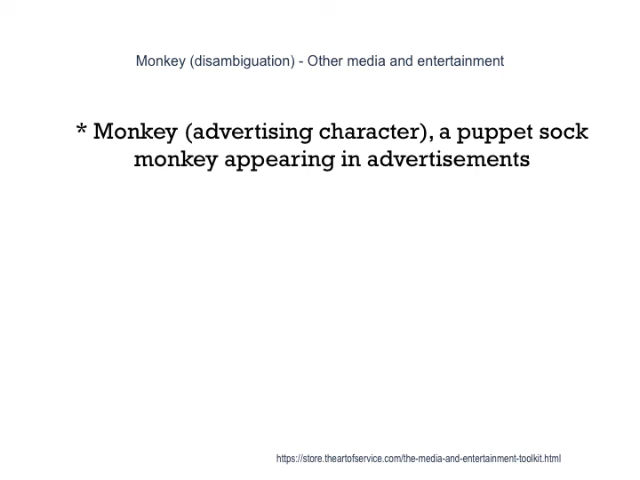 Monkey (disambiguation) - Other media and entertainment
* Monkey (advertising character), a puppet sock
monkey appearing in advertisements
https://store.theartofservice.com/the-media-and-entertainment-toolkit.html